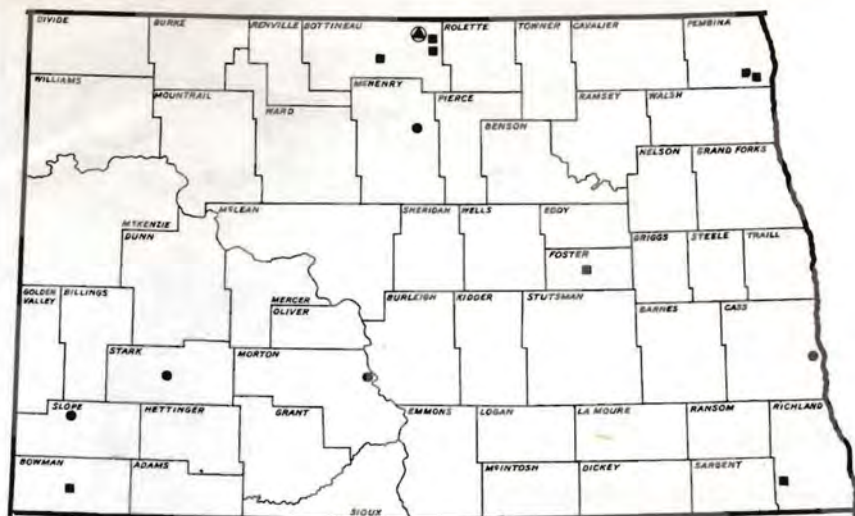 DIVIDE BURKE RENVILLE BOTTINEAU ROLETTE TOWNER CAVALIER PEMBINA
WILLIAMS MOUNTRAIL WARD MCHENRY PIERCE BENSON RAMSEY WALSH
NELSON GRAND FORKS
MCKENZIE DUNN MCLEAN SHERIDAN WELLS EDDY
FOSTER GRIGGS STEELE TRAILL
GOLDEN VALLEY BILLINGS MERCER OLIVER BURLEIGH KIDDER STUTSMAN BARNES CASS
STARK MORTON
SLOPE HETTINGER GRANT EMMONS LOGAN LA MOURE RANSOM RICHLAND
BOWMAN ADAMS MCINTOSH DICKEY SARGENT
SIOUX